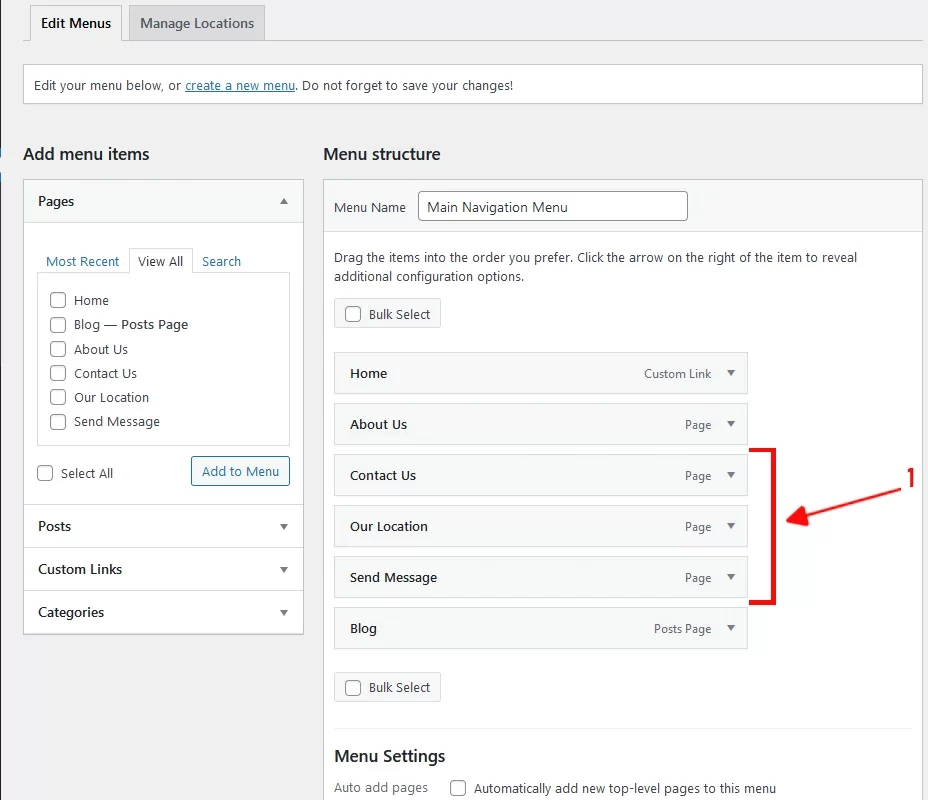 Edit Menus
Manage Locations
Edit your menu below, or create a new menu. Do not forget to save your changes!
Add menu items
Pages
Most Recent
View All
Search
Home
Blog — Posts Page
About Us
Contact Us
Our Location
Send Message
Select All
Add to Menu
Posts
Custom Links
Categories
Menu structure
Menu Name
Main Navigation Menu
Drag the items into the order you prefer. Click the arrow on the right of the item to reveal
additional configuration options.
Bulk Select
Home
Custom Link
About Us
Page
Contact Us
Page
Our Location
Page
Send Message
Page
1
Blog
Posts Page
Bulk Select
Menu Settings
Auto add pages
Automatically add new top-level pages to this menu